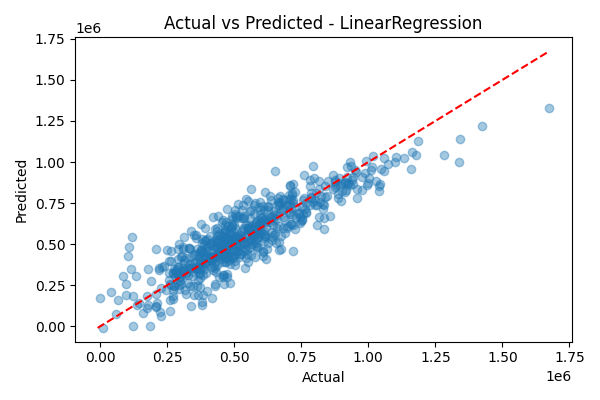 Actual vs Predicted - LinearRegression
1e6
1.75
1.50
1.25
1.00
0.75
0.50
0.25
0.00
Predicted
0.00 0.25 0.50 0.75 1.00 1.25 1.50 1.75
Actual
1e6